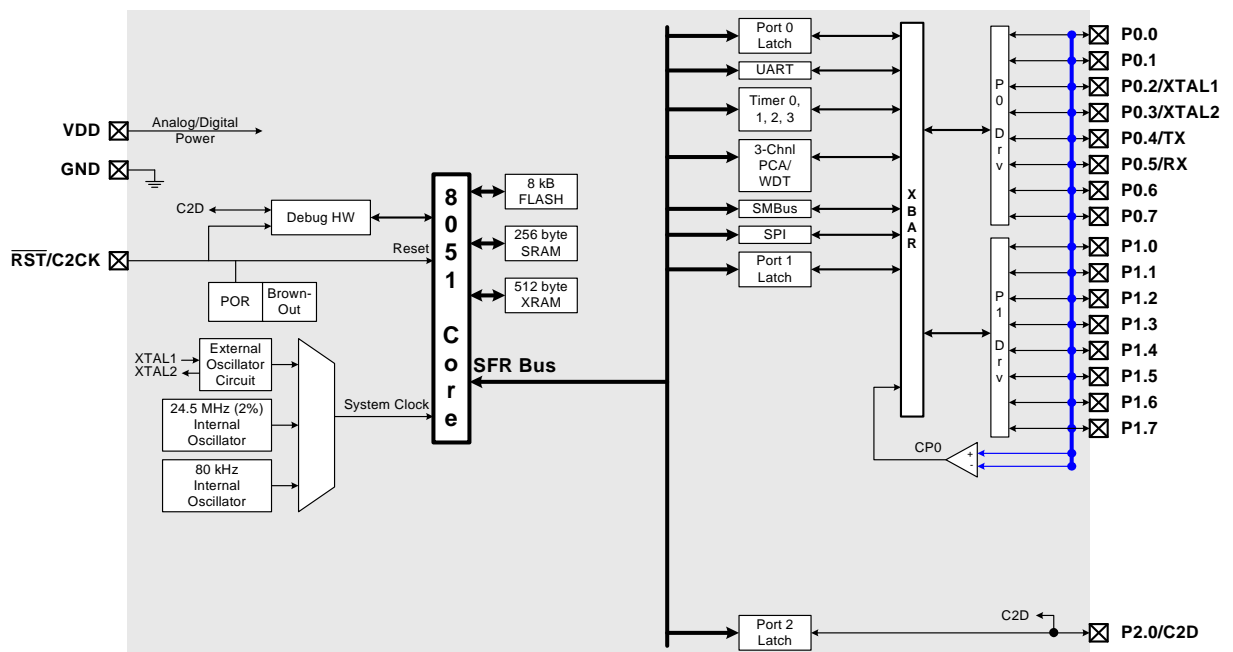 VDD
Analog/Digital
Power
GND
C2D
Debug HW
RST/C2CK
Reset
POR
Brown-
Out
XTAL1
XTAL2
External
Oscillator
Circuit
24.5 MHz (2%)
Internal
Oscillator
80 kHz
Internal
Oscillator
System Clock
8051 Core
8 kB
FLASH
256 byte
SRAM
512 byte
XRAM
SFR Bus
Port 0
Latch
UART
Timer 0,
1, 2, 3
3-Chnl
PCA/
WDT
SMBus
SPI
Port 1
Latch
XBAR
P0 Drv
P1 Drv
CP0
+
-
Port 2
Latch
C2D
P0.0
P0.1
P0.2/XTAL1
P0.3/XTAL2
P0.4/TX
P0.5/RX
P0.6
P0.7
P1.0
P1.1
P1.2
P1.3
P1.4
P1.5
P1.6
P1.7
P2.0/C2D